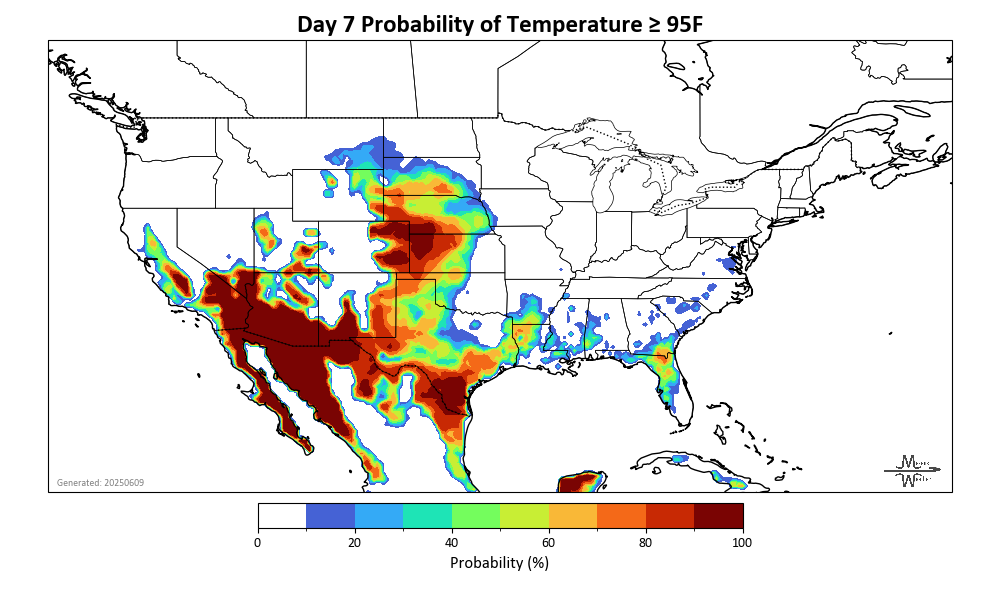 Day 7 Probability of Temperature ≥ 95F
Generated: 20250609
0 20 40 60 80 100
Probability (%)